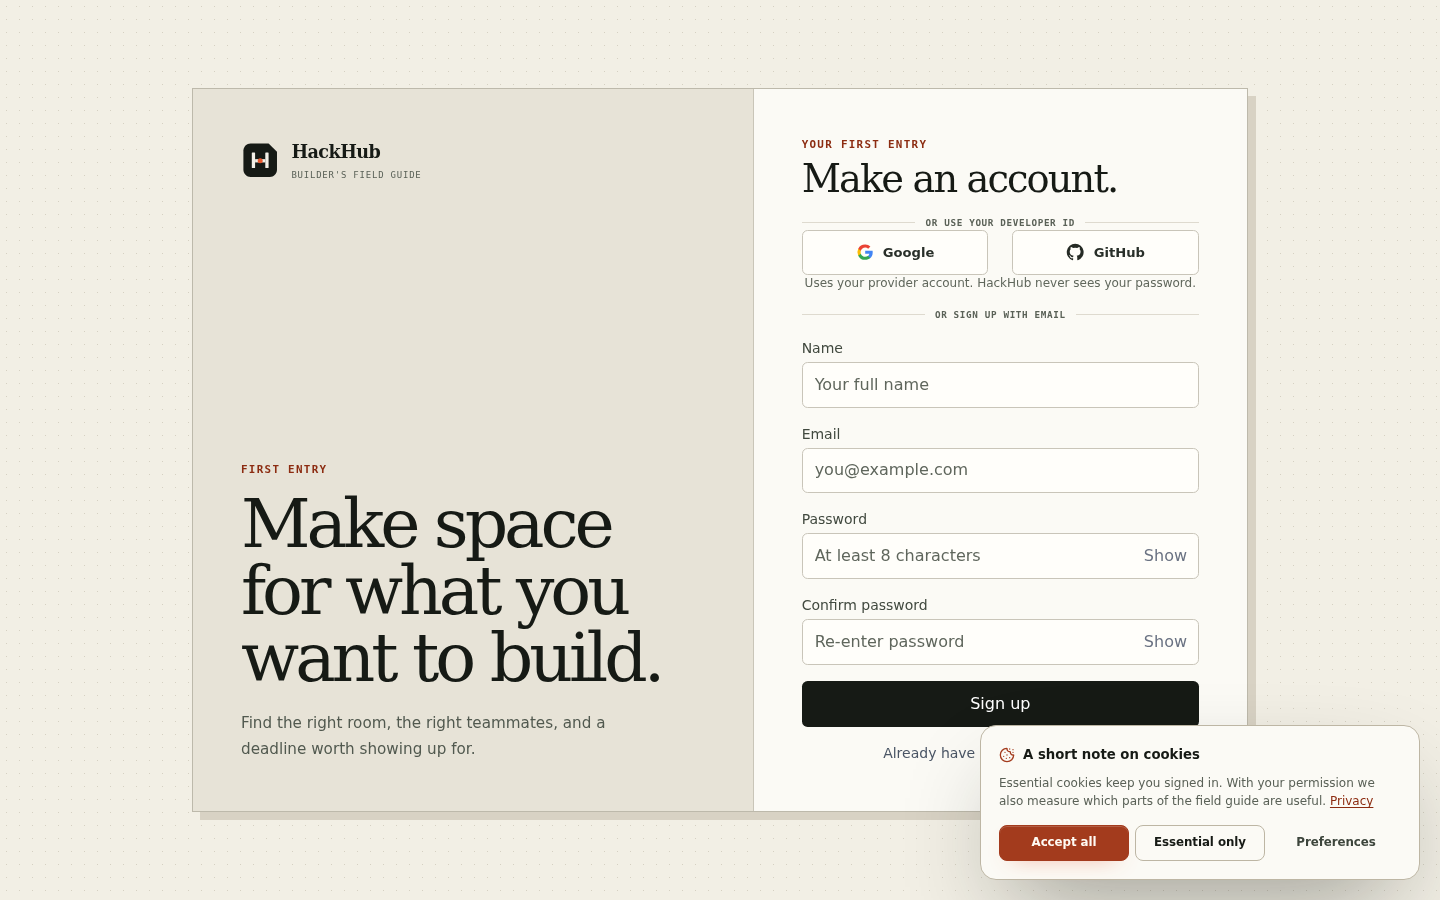 HackHub
BUILDER'S FIELD GUIDE
FIRST ENTRY
Make space
for what you
want to build.
Find the right room, the right teammates, and a
deadline worth showing up for.
YOUR FIRST ENTRY
Make an account.
OR USE YOUR DEVELOPER ID
Google
GitHub
Uses your provider account. HackHub never sees your password.
OR SIGN UP WITH EMAIL
Name
Your full name
Email
you@example.com
Password
At least 8 characters
Show
Confirm password
Re-enter password
Show
Sign up
Already have
A short note on cookies
Essential cookies keep you signed in. With your permission we
also measure which parts of the field guide are useful. Privacy
Accept all
Essential only
Preferences